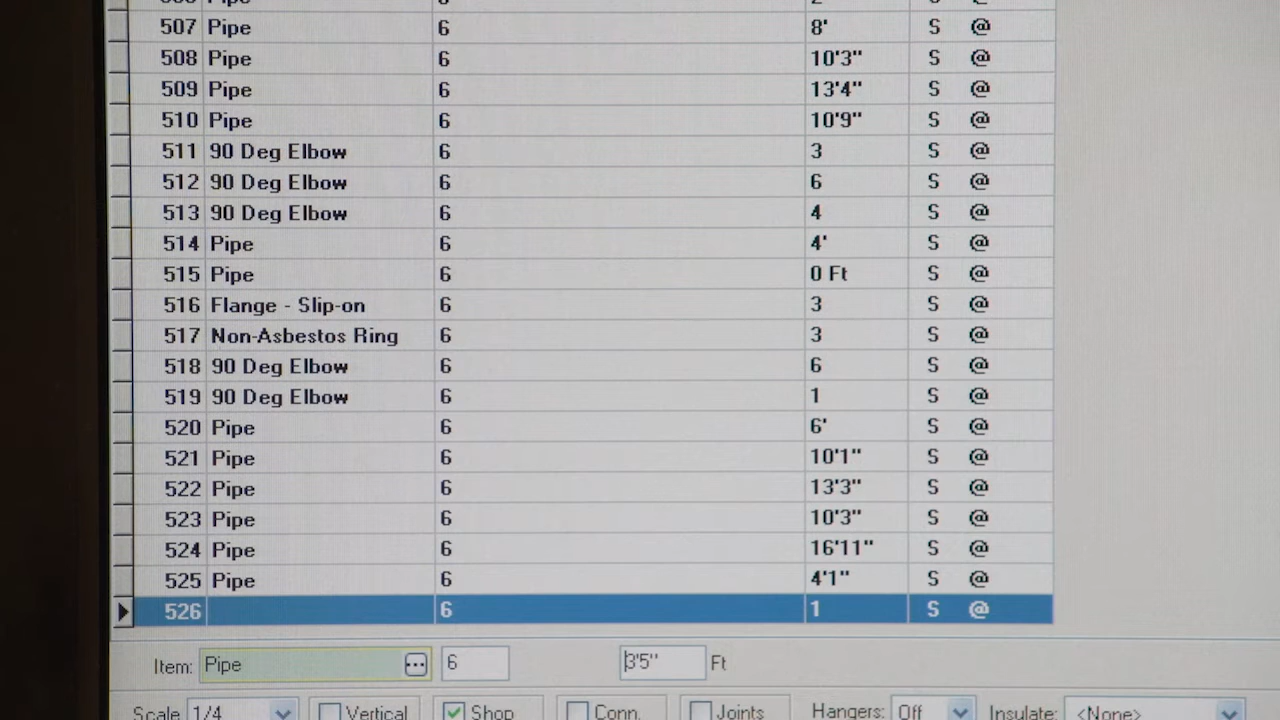 507 Pipe 6 8' S @
508 Pipe 6 10'3" S @
509 Pipe 6 13'4" S @
510 Pipe 6 10'9" S @
511 90 Deg Elbow 6 3 S @
512 90 Deg Elbow 6 6 S @
513 90 Deg Elbow 6 4 S @
514 Pipe 6 4' S @
515 Pipe 6 0 Ft S @
516 Flange - Slip-on 6 3 S @
517 Non-Asbestos Ring 6 3 S @
518 90 Deg Elbow 6 6 S @
519 90 Deg Elbow 6 1 S @
520 Pipe 6 6' S @
521 Pipe 6 10'1" S @
522 Pipe 6 13'3" S @
523 Pipe 6 10'3" S @
524 Pipe 6 16'11" S @
525 Pipe 6 4'1" S @
526 6 1 S @
Item: Pipe ... 6 3'5" Ft
Scale 1/4 Vertical Shop Conn. Joints Hangers: Off Insulate: <None>